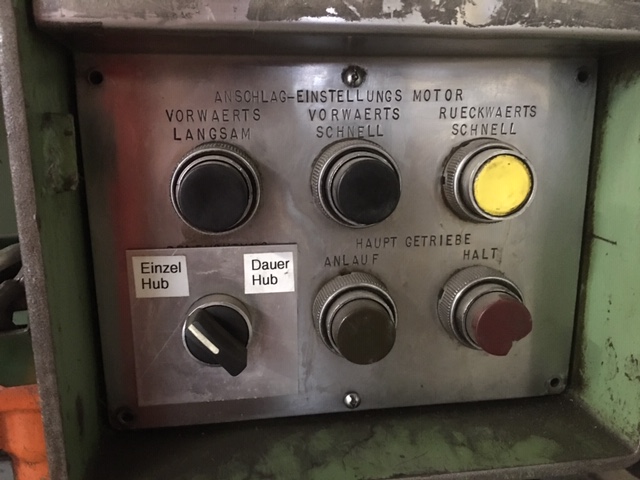 ANSCHLAG-EINSTELLUNGS MOTOR
VORWAERTS
LANGSAM
VORWAERTS
SCHNELL
RUECKWAERTS
SCHNELL
Einzel
Hub
Dauer
Hub
HAUPT GETRIEBE
ANLAUF
HALT